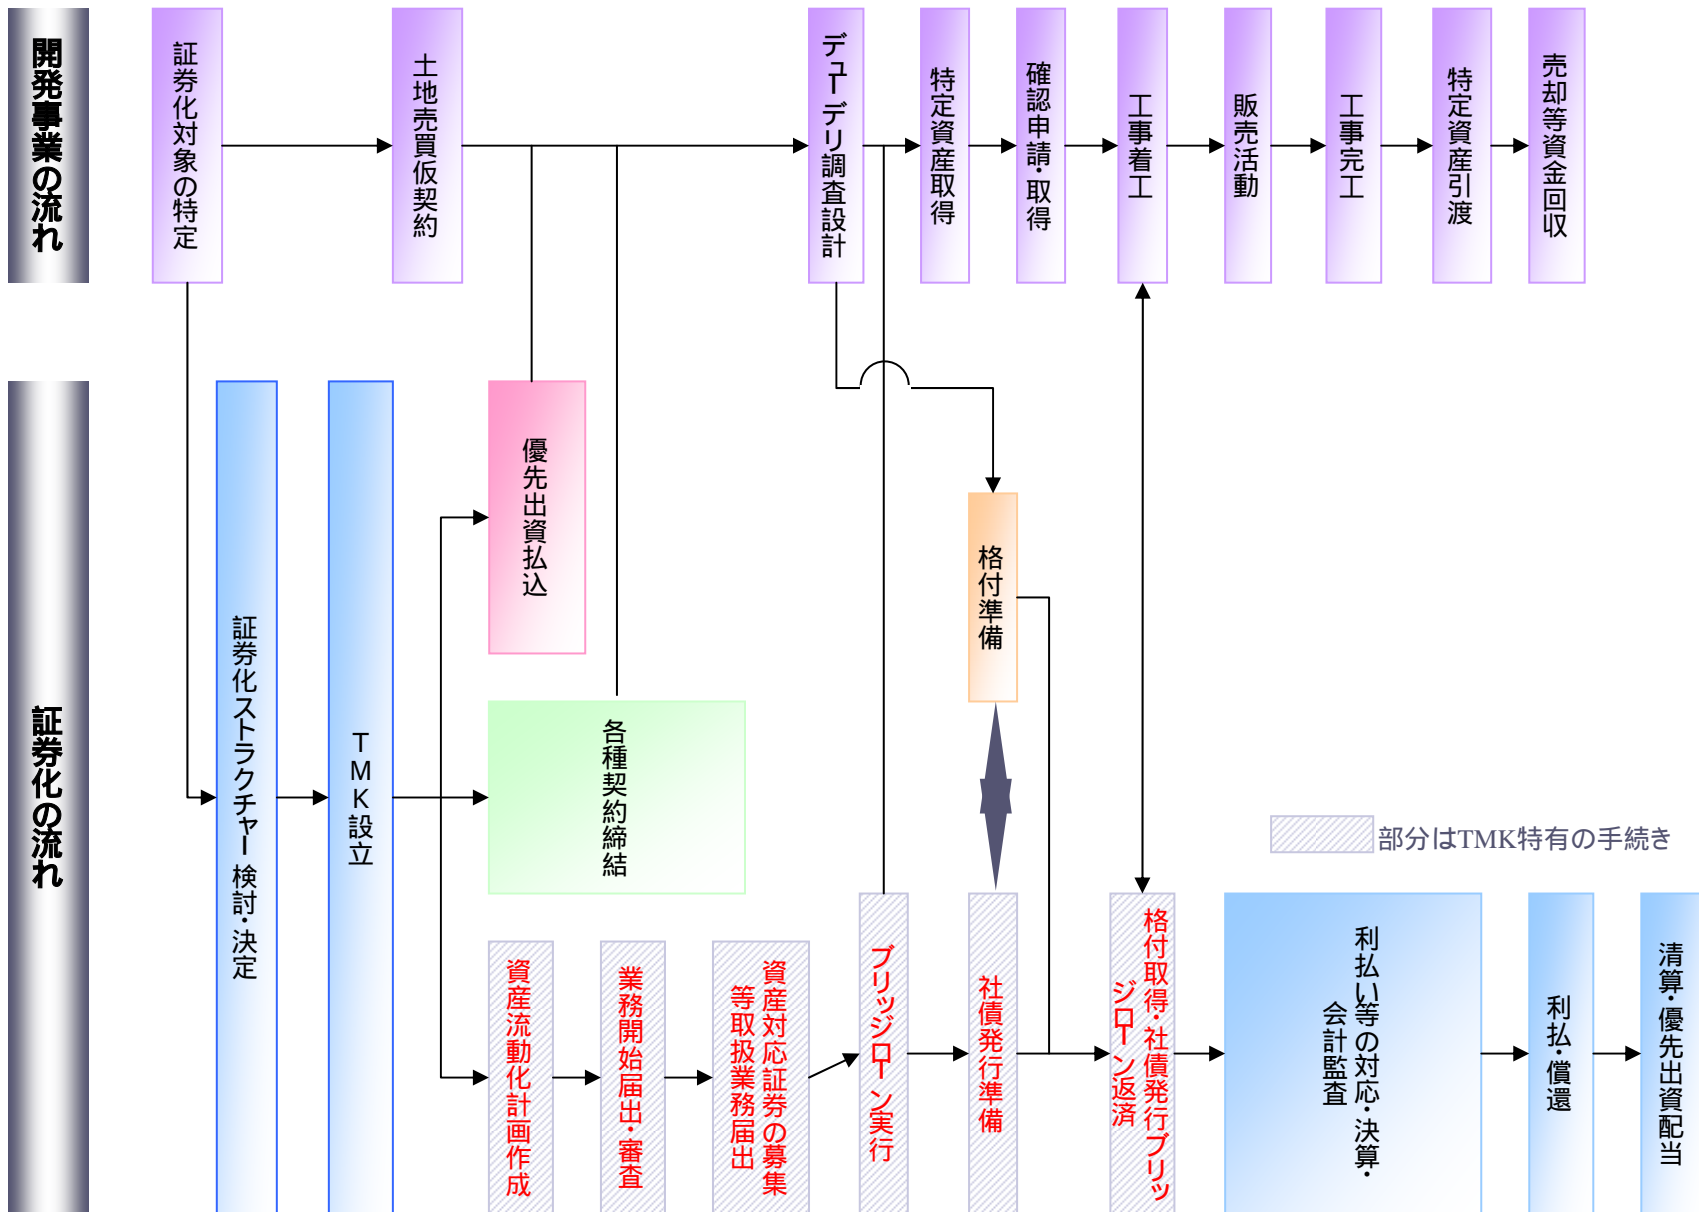 開発事業の流れ
証券化対象の特定
土地売買仮契約
デューデリ調査設計
特定資産取得
確認申請・取得
工事着工
販売活動
工事完工
特定資産引渡
売却等資金回収
証券化の流れ
証券化ストラクチャー検討・決定
TMK設立
優先出資払込
各種契約締結
格付準備
部分はTMK特有の手続き
資産流動化計画作成
業務開始届出・審査
資産対応証券の募集
等取扱業務届出
ブリッジローン実行
社債発行準備
格付取得・社債発行ブリッ
ジローン返済
利払い等の対応・決算・
会計監査
利払・償還
清算・優先出資配当